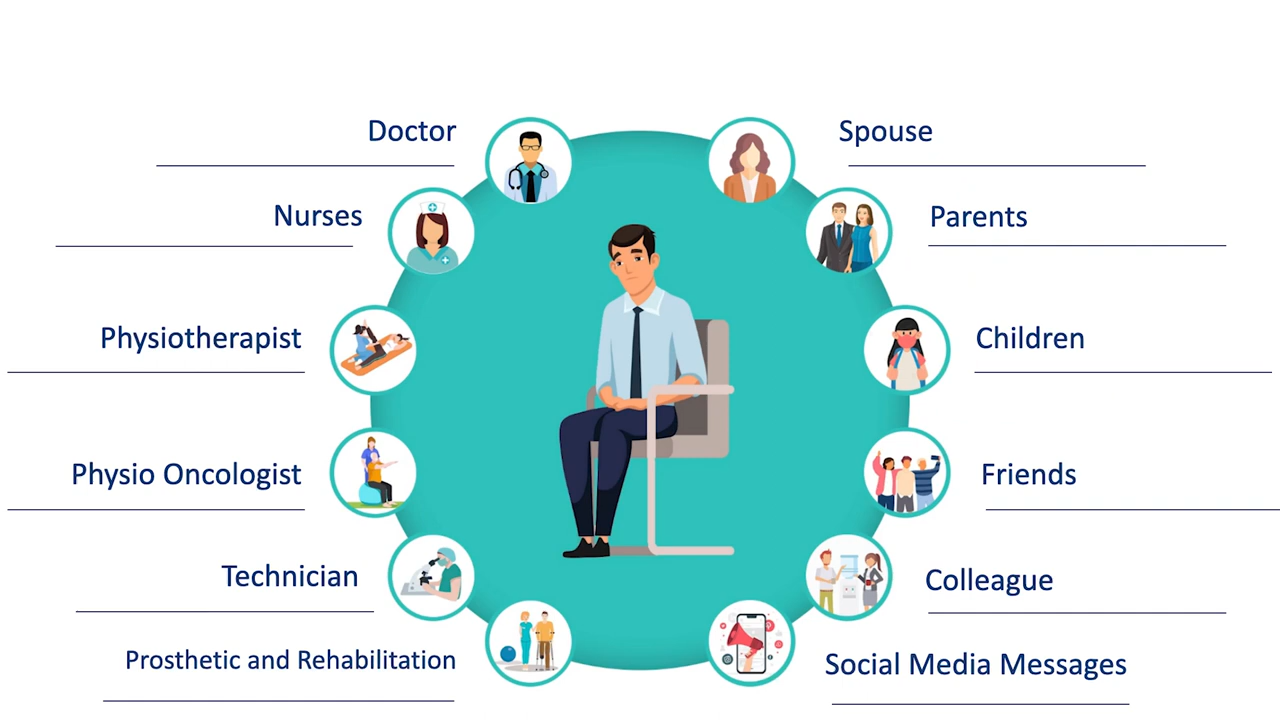 Doctor
Nurses
Physiotherapist
Physio Oncologist
Technician
Prosthetic and Rehabilitation
Spouse
Parents
Children
Friends
Colleague
Social Media Messages